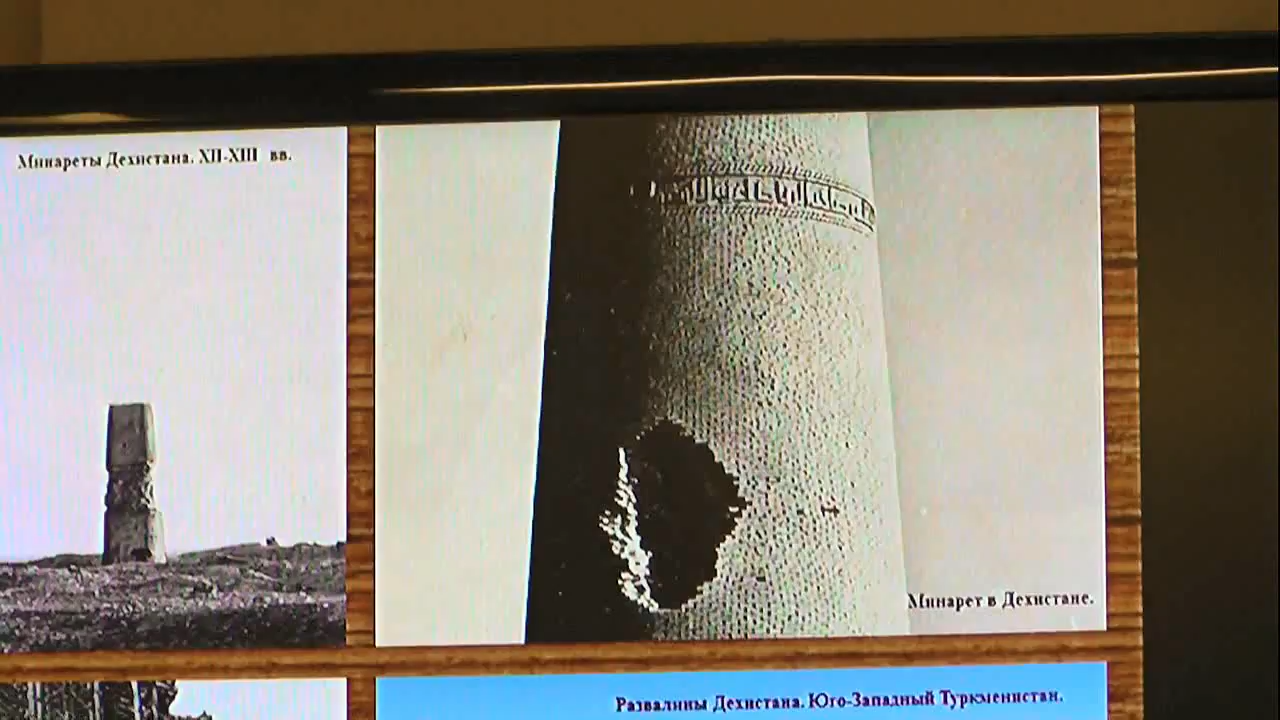 Минареты Дехистана. XII-XIII вв.
Минарет в Дехистане.
Развалины Дехистана. Юго-Западный Туркменистан.